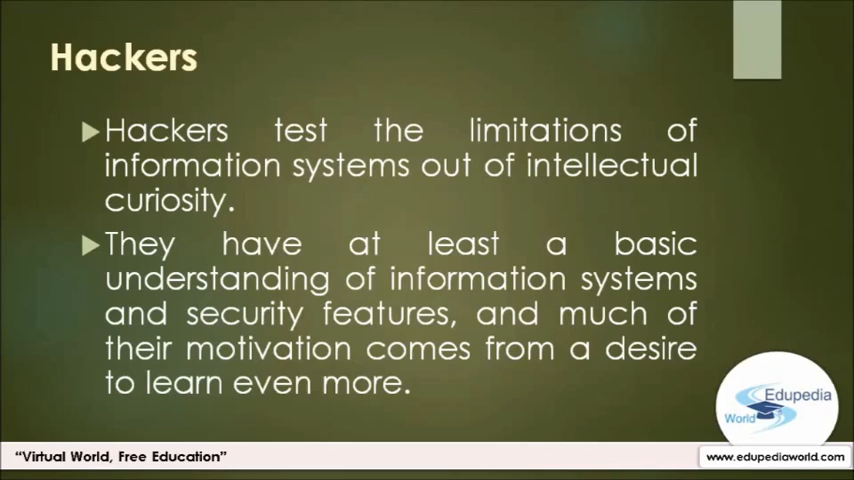 Hackers
Hackers test the limitations of
information systems out of intellectual
curiosity.
They have at least a basic
understanding of information systems
and security features, and much of
their motivation comes from a desire
to learn even more.
Edupedia
World
“Virtual World, Free Education”
www.edupediaworld.com